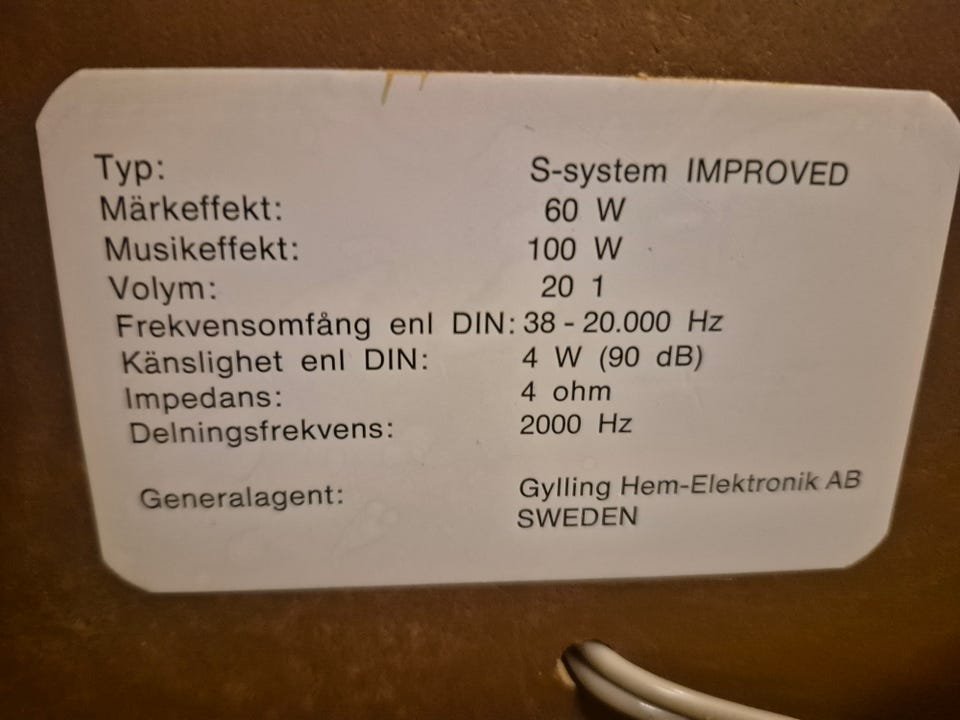 Typ: S-system IMPROVED
Märkeffekt: 60 W
Musikeffekt: 100 W
Volym: 20 l
Frekvensomfång enl DIN: 38 - 20.000 Hz
Känslighet enl DIN: 4 W (90 dB)
Impedans: 4 ohm
Delningsfrekvens: 2000 Hz
Generalagent: Gylling Hem-Elektronik AB
SWEDEN